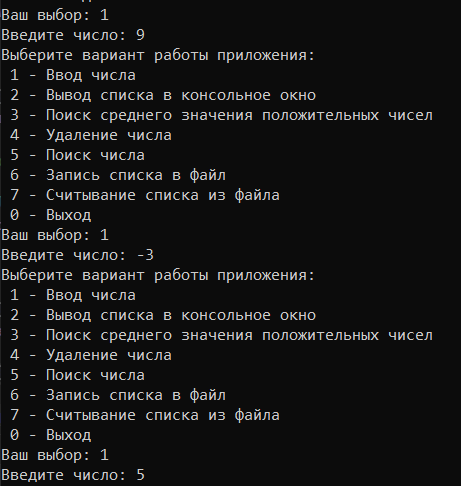 Ваш выбор: 1
Введите число: 9
Выберите вариант работы приложения:
1 - Ввод числа
2 - Вывод списка в консольное окно
3 - Поиск среднего значения положительных чисел
4 - Удаление числа
5 - Поиск числа
6 - Запись списка в файл
7 - Считывание списка из файла
0 - Выход
Ваш выбор: 1
Введите число: -3
Выберите вариант работы приложения:
1 - Ввод числа
2 - Вывод списка в консольное окно
3 - Поиск среднего значения положительных чисел
4 - Удаление числа
5 - Поиск числа
6 - Запись списка в файл
7 - Считывание списка из файла
0 - Выход
Ваш выбор: 1
Введите число: 5